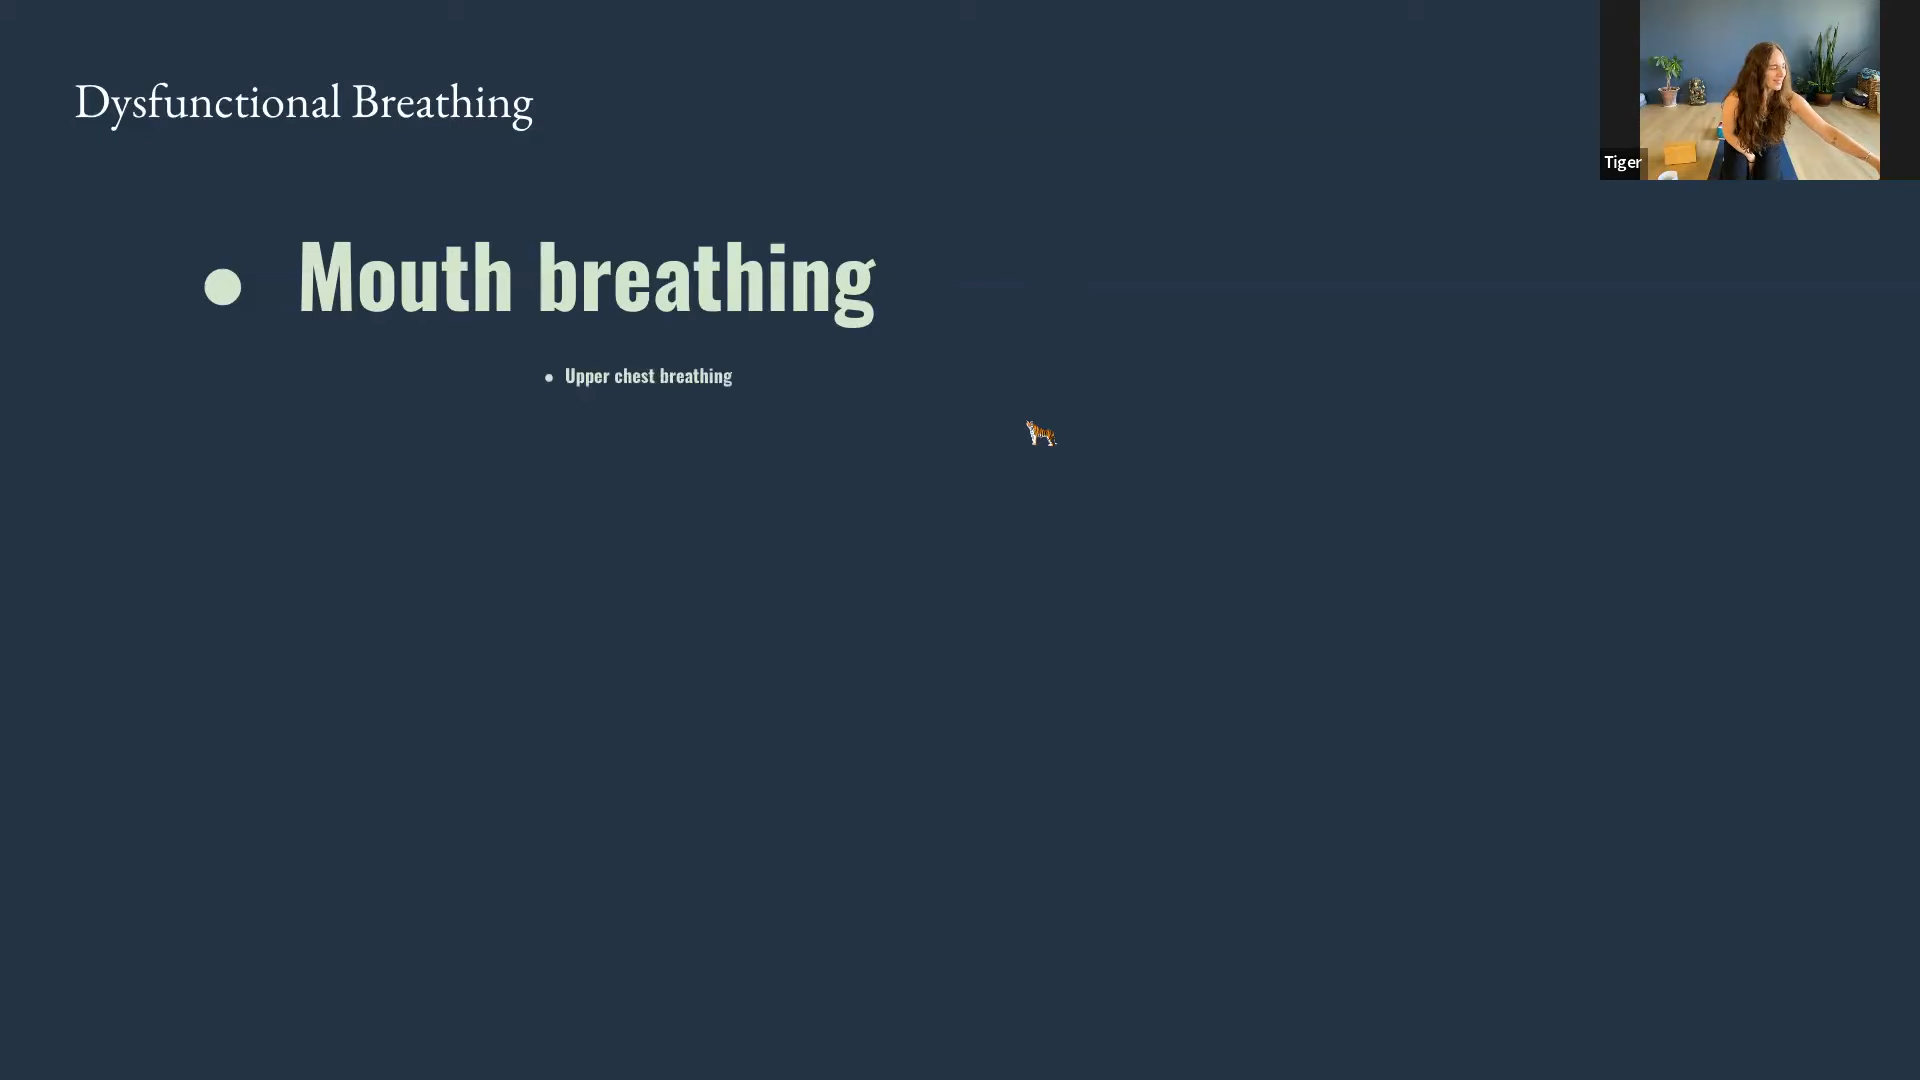 Dysfunctional Breathing
Tiger
● Mouth breathing
● Upper chest breathing